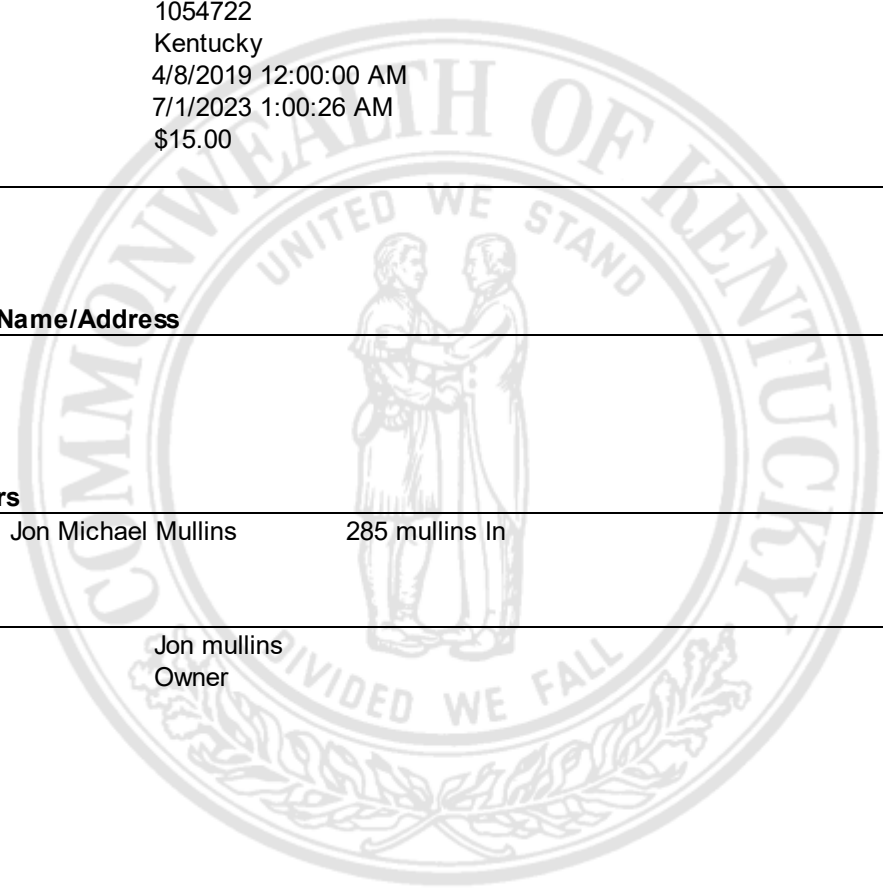 1054722
Kentucky
4/8/2019 12:00:00 AM
7/1/2023 1:00:26 AM
$15.00
COMMONWEALTH OF KENTUCKY
UNITED WE STAND
Name/Address
rs
Jon Michael Mullins 285 mullins ln
Jon mullins
Owner
DIVIDED WE FALL